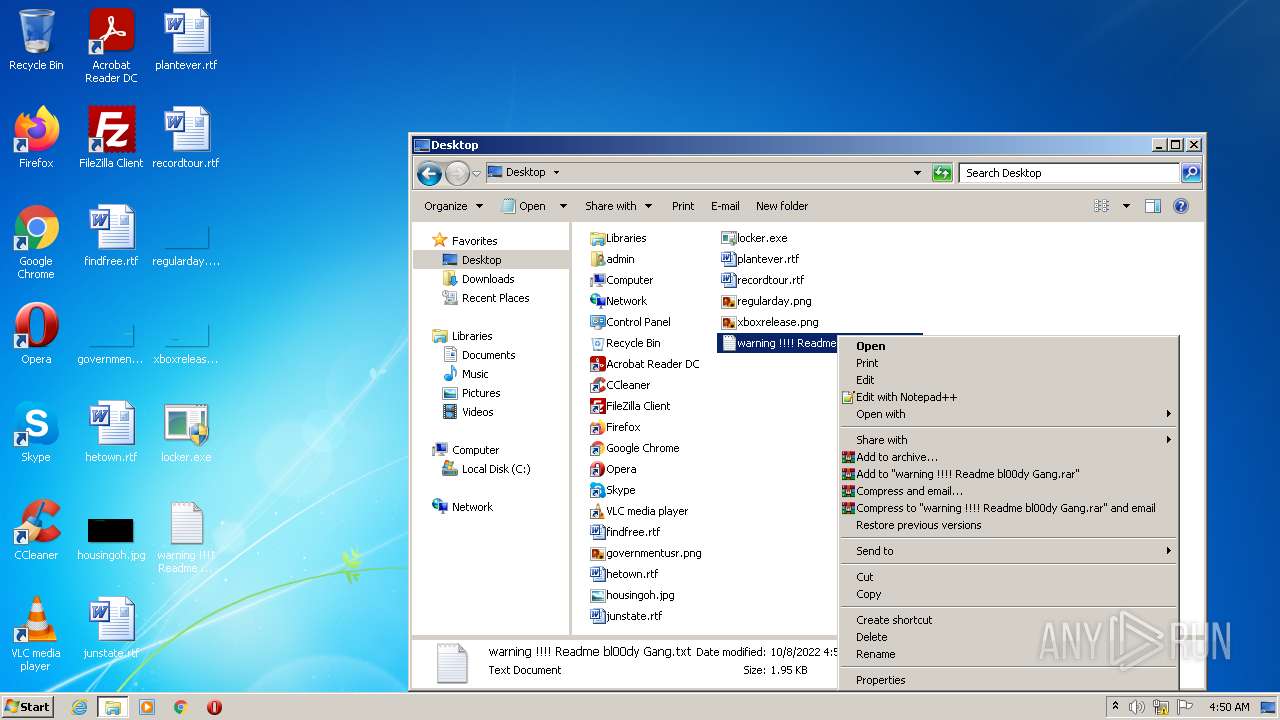 Recycle Bin
Acrobat
Reader DC
plantever.rtf
Firefox
FileZilla Client
recordtour.rtf
Google
Chrome
findfree.rtf
regularday....
Opera
governmen...
xboxreleas...
Skype
hetown.rtf
locker.exe
CCleaner
housingoh.jpg
warning !!!!
Readme ...
VLC media
player
junstate.rtf
Desktop
Desktop
Search Desktop
Organize
Open
Share with
Print
E-mail
New folder
Favorites
Desktop
Downloads
Recent Places
Libraries
Documents
Music
Pictures
Videos
Computer
Local Disk (C:)
Network
Libraries
admin
Computer
Network
Control Panel
Recycle Bin
Acrobat Reader DC
CCleaner
FileZilla Client
Firefox
Google Chrome
Opera
Skype
VLC media player
findfree.rtf
governmentusr.png
hetown.rtf
housingoh.jpg
junstate.rtf
locker.exe
plantever.rtf
recordtour.rtf
regularday.png
xboxrelease.png
warning !!!! Readme
Open
Print
Edit
Edit with Notepad++
Open with
Share with
Add to archive...
Add to "warning !!!! Readme bl00dy Gang.rar"
Compress and email...
Compress to "warning !!!! Readme bl00dy Gang.rar" and email
Restore previous versions
Send to
Cut
Copy
Create shortcut
Delete
Rename
Properties
warning !!!! Readme bl00dy Gang.txt Date modified: 10/8/2022 4:5
Text Document
Size: 1.95 KB
ANY RUN
Start
4:50 AM